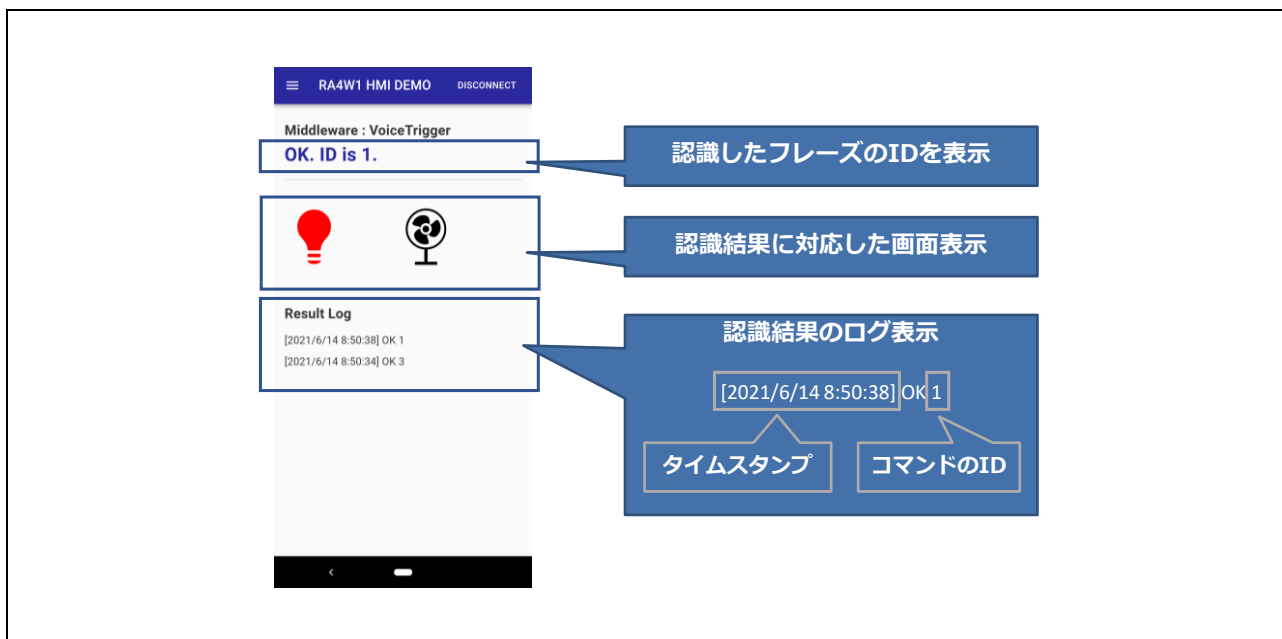 RA4W1 HMI DEMO DISCONNECT
Middleware : VoiceTrigger
OK. ID is 1.
認識したフレーズのIDを表示
認識結果に対応した画面表示
Result Log
[2021/6/14 8:50:38] OK 1
[2021/6/14 8:50:34] OK 3
認識結果のログ表示
[2021/6/14 8:50:38] OK 1
タイムスタンプ
コマンドのID